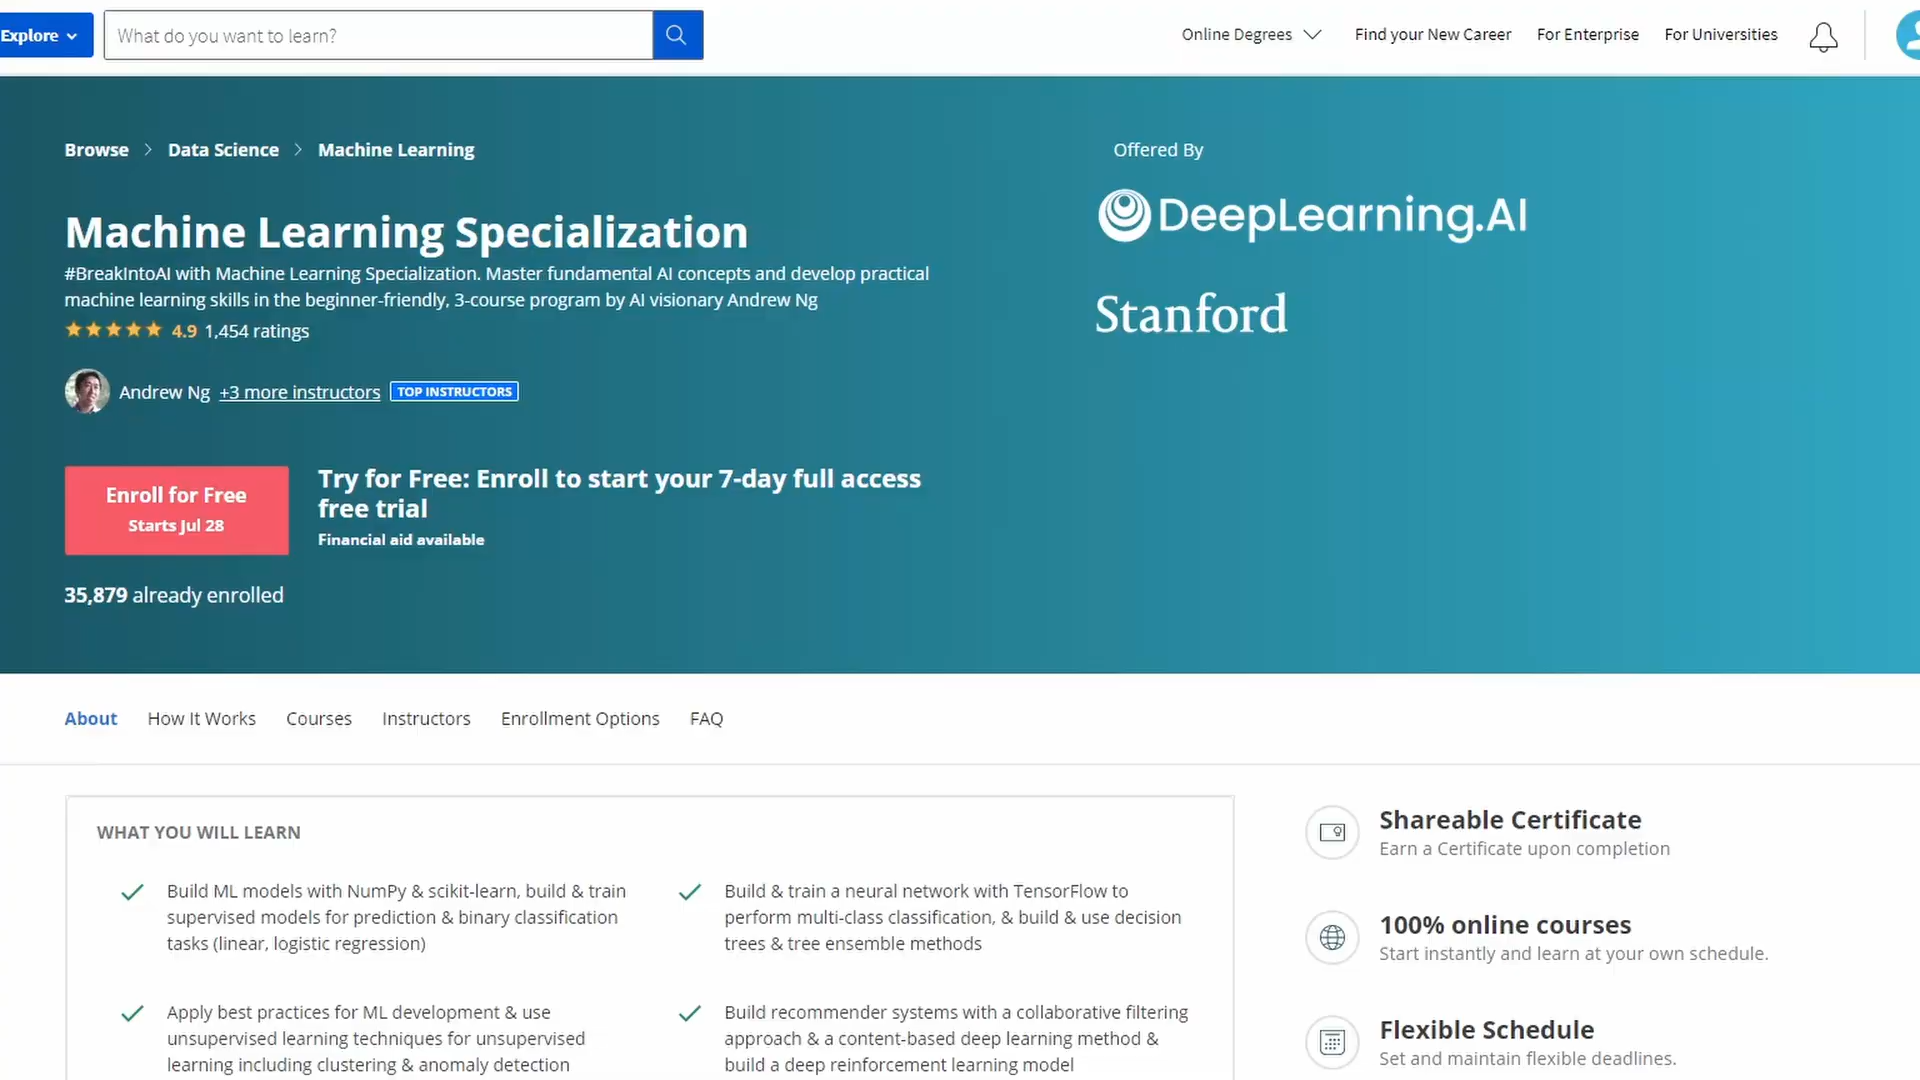 Explore
What do you want to learn?
Online Degrees
Find your New Career
For Enterprise
For Universities
Browse > Data Science > Machine Learning
Machine Learning Specialization
#BreakIntoAI with Machine Learning Specialization. Master fundamental AI concepts and develop practical
machine learning skills in the beginner-friendly, 3-course program by AI visionary Andrew Ng
4.9 1,454 ratings
Andrew Ng +3 more instructors TOP INSTRUCTORS
Enroll for Free
Starts Jul 28
Try for Free: Enroll to start your 7-day full access
free trial
Financial aid available
35,879 already enrolled
Offered By
DeepLearning.AI
Stanford
About
How It Works
Courses
Instructors
Enrollment Options
FAQ
WHAT YOU WILL LEARN
Build ML models with NumPy & scikit-learn, build & train
supervised models for prediction & binary classification
tasks (linear, logistic regression)
Build & train a neural network with TensorFlow to
perform multi-class classification, & build & use decision
trees & tree ensemble methods
Apply best practices for ML development & use
unsupervised learning techniques for unsupervised
learning including clustering & anomaly detection
Build recommender systems with a collaborative filtering
approach & a content-based deep learning method &
build a deep reinforcement learning model
Shareable Certificate
Earn a Certificate upon completion
100% online courses
Start instantly and learn at your own schedule.
Flexible Schedule
Set and maintain flexible deadlines.